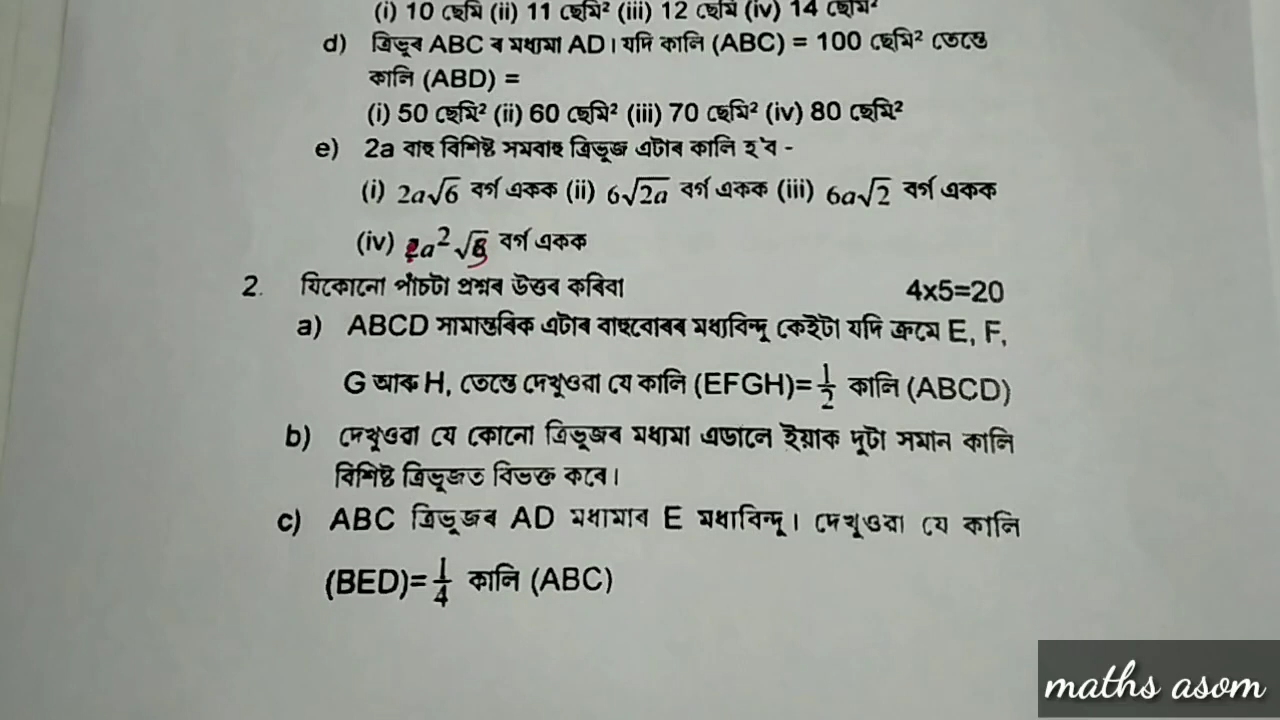 (i) 10 ছেমি (ii) 11 ছেমি² (iii) 12 ছেমি (iv) 14 ছেমি²
d) ত্ৰিভূৰ ABC ৰ মধ্যমা AD। যদি কালি (ABC) = 100 ছেমি² তেন্তে
কালি (ABD) =
(i) 50 ছেমি² (ii) 60 ছেমি² (iii) 70 ছেমি² (iv) 80 ছেমি²
e) 2a বাহু বিশিষ্ট সমবাহু ত্ৰিভূজ এটাৰ কালি হ'ব -
(i) 2a√6 বৰ্গ একক (ii) 6√2a বৰ্গ একক (iii) 6a√2 বৰ্গ একক
(iv) a²√3 বৰ্গ একক
2. যিকোনো পাঁচটা প্ৰশ্নৰ উত্তৰ কৰিবা 4x5=20
a) ABCD সামান্তৰিক এটাৰ বাহুবোৰৰ মধ্যবিন্দু কেইটা যদি ক্ৰমে E, F,
G আৰু H, তেন্তে দেখুওৱা যে কালি (EFGH)= 1/2 কালি (ABCD)
b) দেখুওৱা যে কোনো ত্ৰিভূজৰ মধ্যমা এডালে ইয়াক দুটা সমান কালি
বিশিষ্ট ত্ৰিভূজত বিভক্ত কৰে।
c) ABC ত্ৰিভূজৰ AD মধ্যমাৰ E মধ্যবিন্দু। দেখুওৱা যে কালি
(BED)= 1/4 কালি (ABC)
maths asom